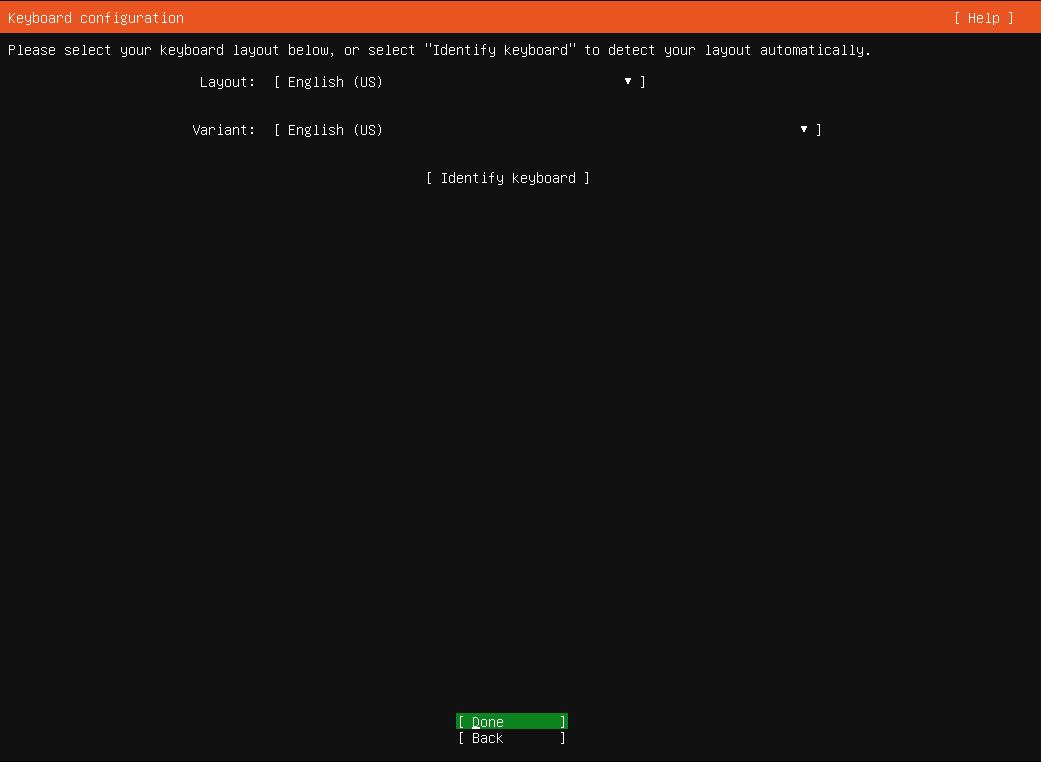 Keyboard configuration [ Help ]
Please select your keyboard layout below, or select "Identify keyboard" to detect your layout automatically.
Layout: [ English (US) ▾ ]
Variant: [ English (US) ▾ ]
[ Identify keyboard ]
[ Done ]
[ Back ]